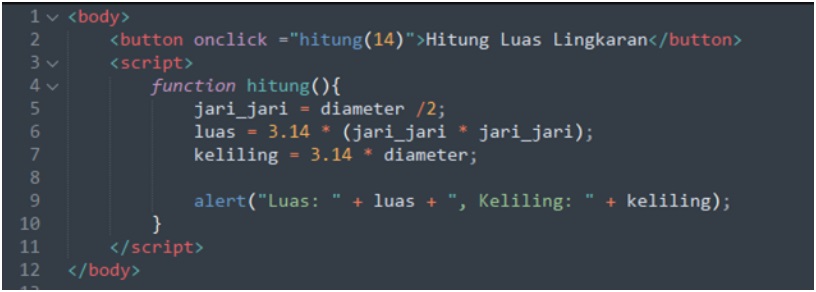 1 <body>
2 <button onclick ="hitung(14)">Hitung Luas Lingkaran</button>
3 <script>
4 function hitung(){
5 jari_jari = diameter /2;
6 luas = 3.14 * (jari_jari * jari_jari);
7 keliling = 3.14 * diameter;
8
9 alert("Luas: " + luas + ", Keliling: " + keliling);
10 }
11 </script>
12 </body>